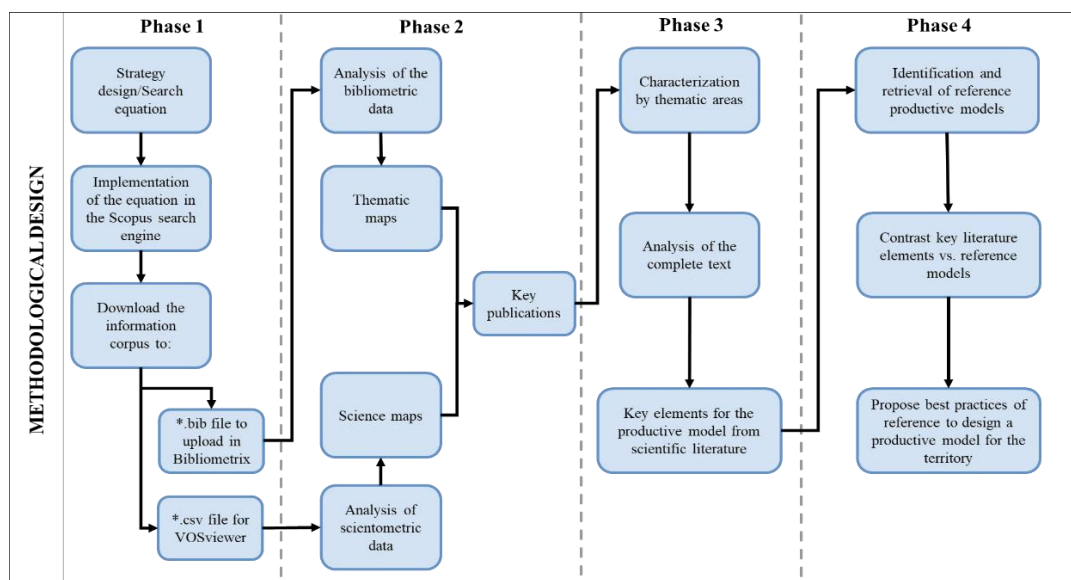 METHODOLOGICAL DESIGN
Phase 1
Strategy
design/Search
equation
Implementation
of the equation in
the Scopus search
engine
Download the
information
corpus to:
*.bib file to
upload in
Bibliometrix
*.csv file for
VOSviewer
Phase 2
Analysis of the
bibliometric data
Thematic
maps
Key
publications
Science maps
Analysis of
scientometric
data
Phase 3
Characterization
by thematic areas
Analysis of the
complete text
Key elements for the
productive model from
scientific literature
Phase 4
Identification and
retrieval of reference
productive models
Contrast key literature
elements vs. reference
models
Propose best practices of
reference to design a
productive model for the
territory